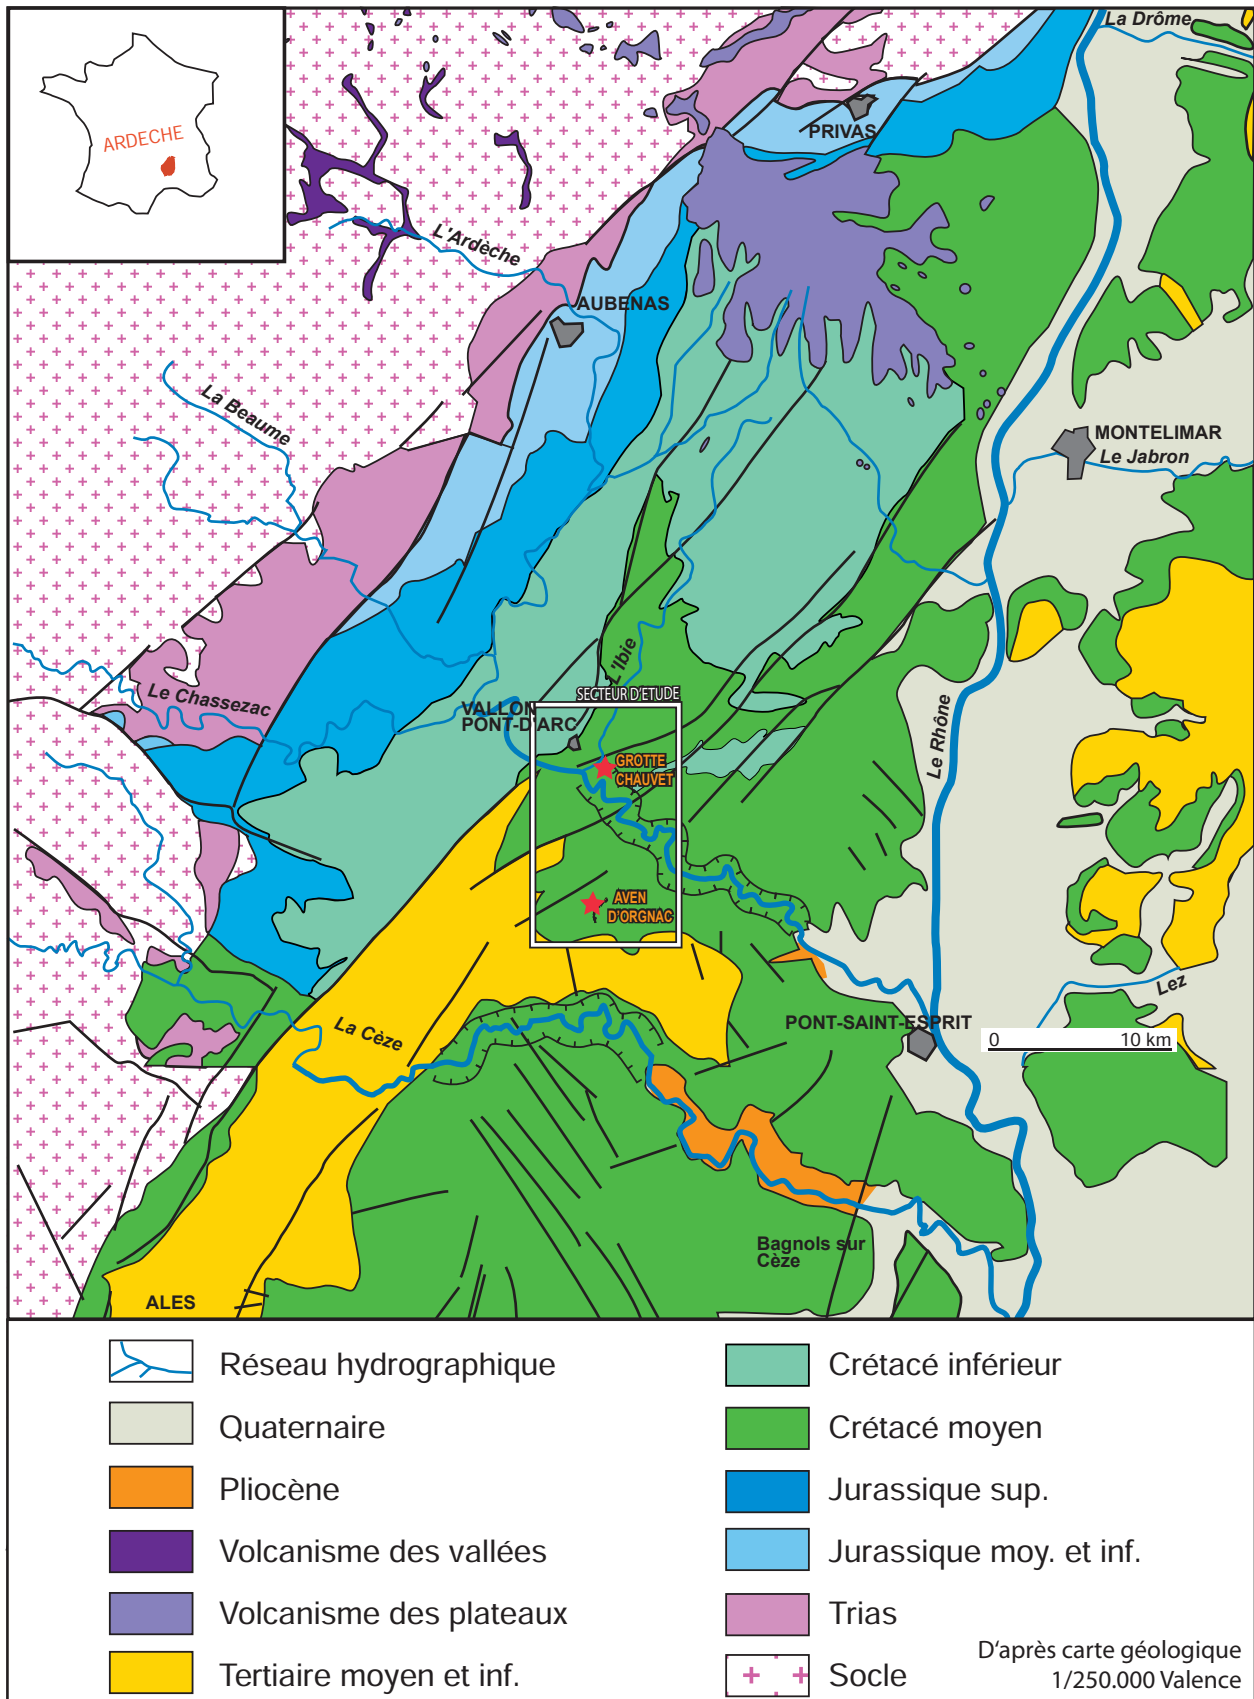 La Drôme
ARDECHE
PRIVAS
L'Ardèche
AUBENAS
La Beaume
MONTELIMAR
Le Jabron
L'Ibie
Le Chassezac
SECTEUR D'ETUDE
VALLON
PONT-D'ARC
Le Rhône
GROTTE
CHAUVET
AVEN
D'ORGNAC
Lez
La Cèze
PONT-SAINT-ESPRIT
0 10 km
Bagnols sur
Cèze
ALES
Réseau hydrographique
Quaternaire
Pliocène
Volcanisme des vallées
Volcanisme des plateaux
Tertiaire moyen et inf.
Crétacé inférieur
Crétacé moyen
Jurassique sup.
Jurassique moy. et inf.
Trias
Socle
D'après carte géologique
1/250.000 Valence